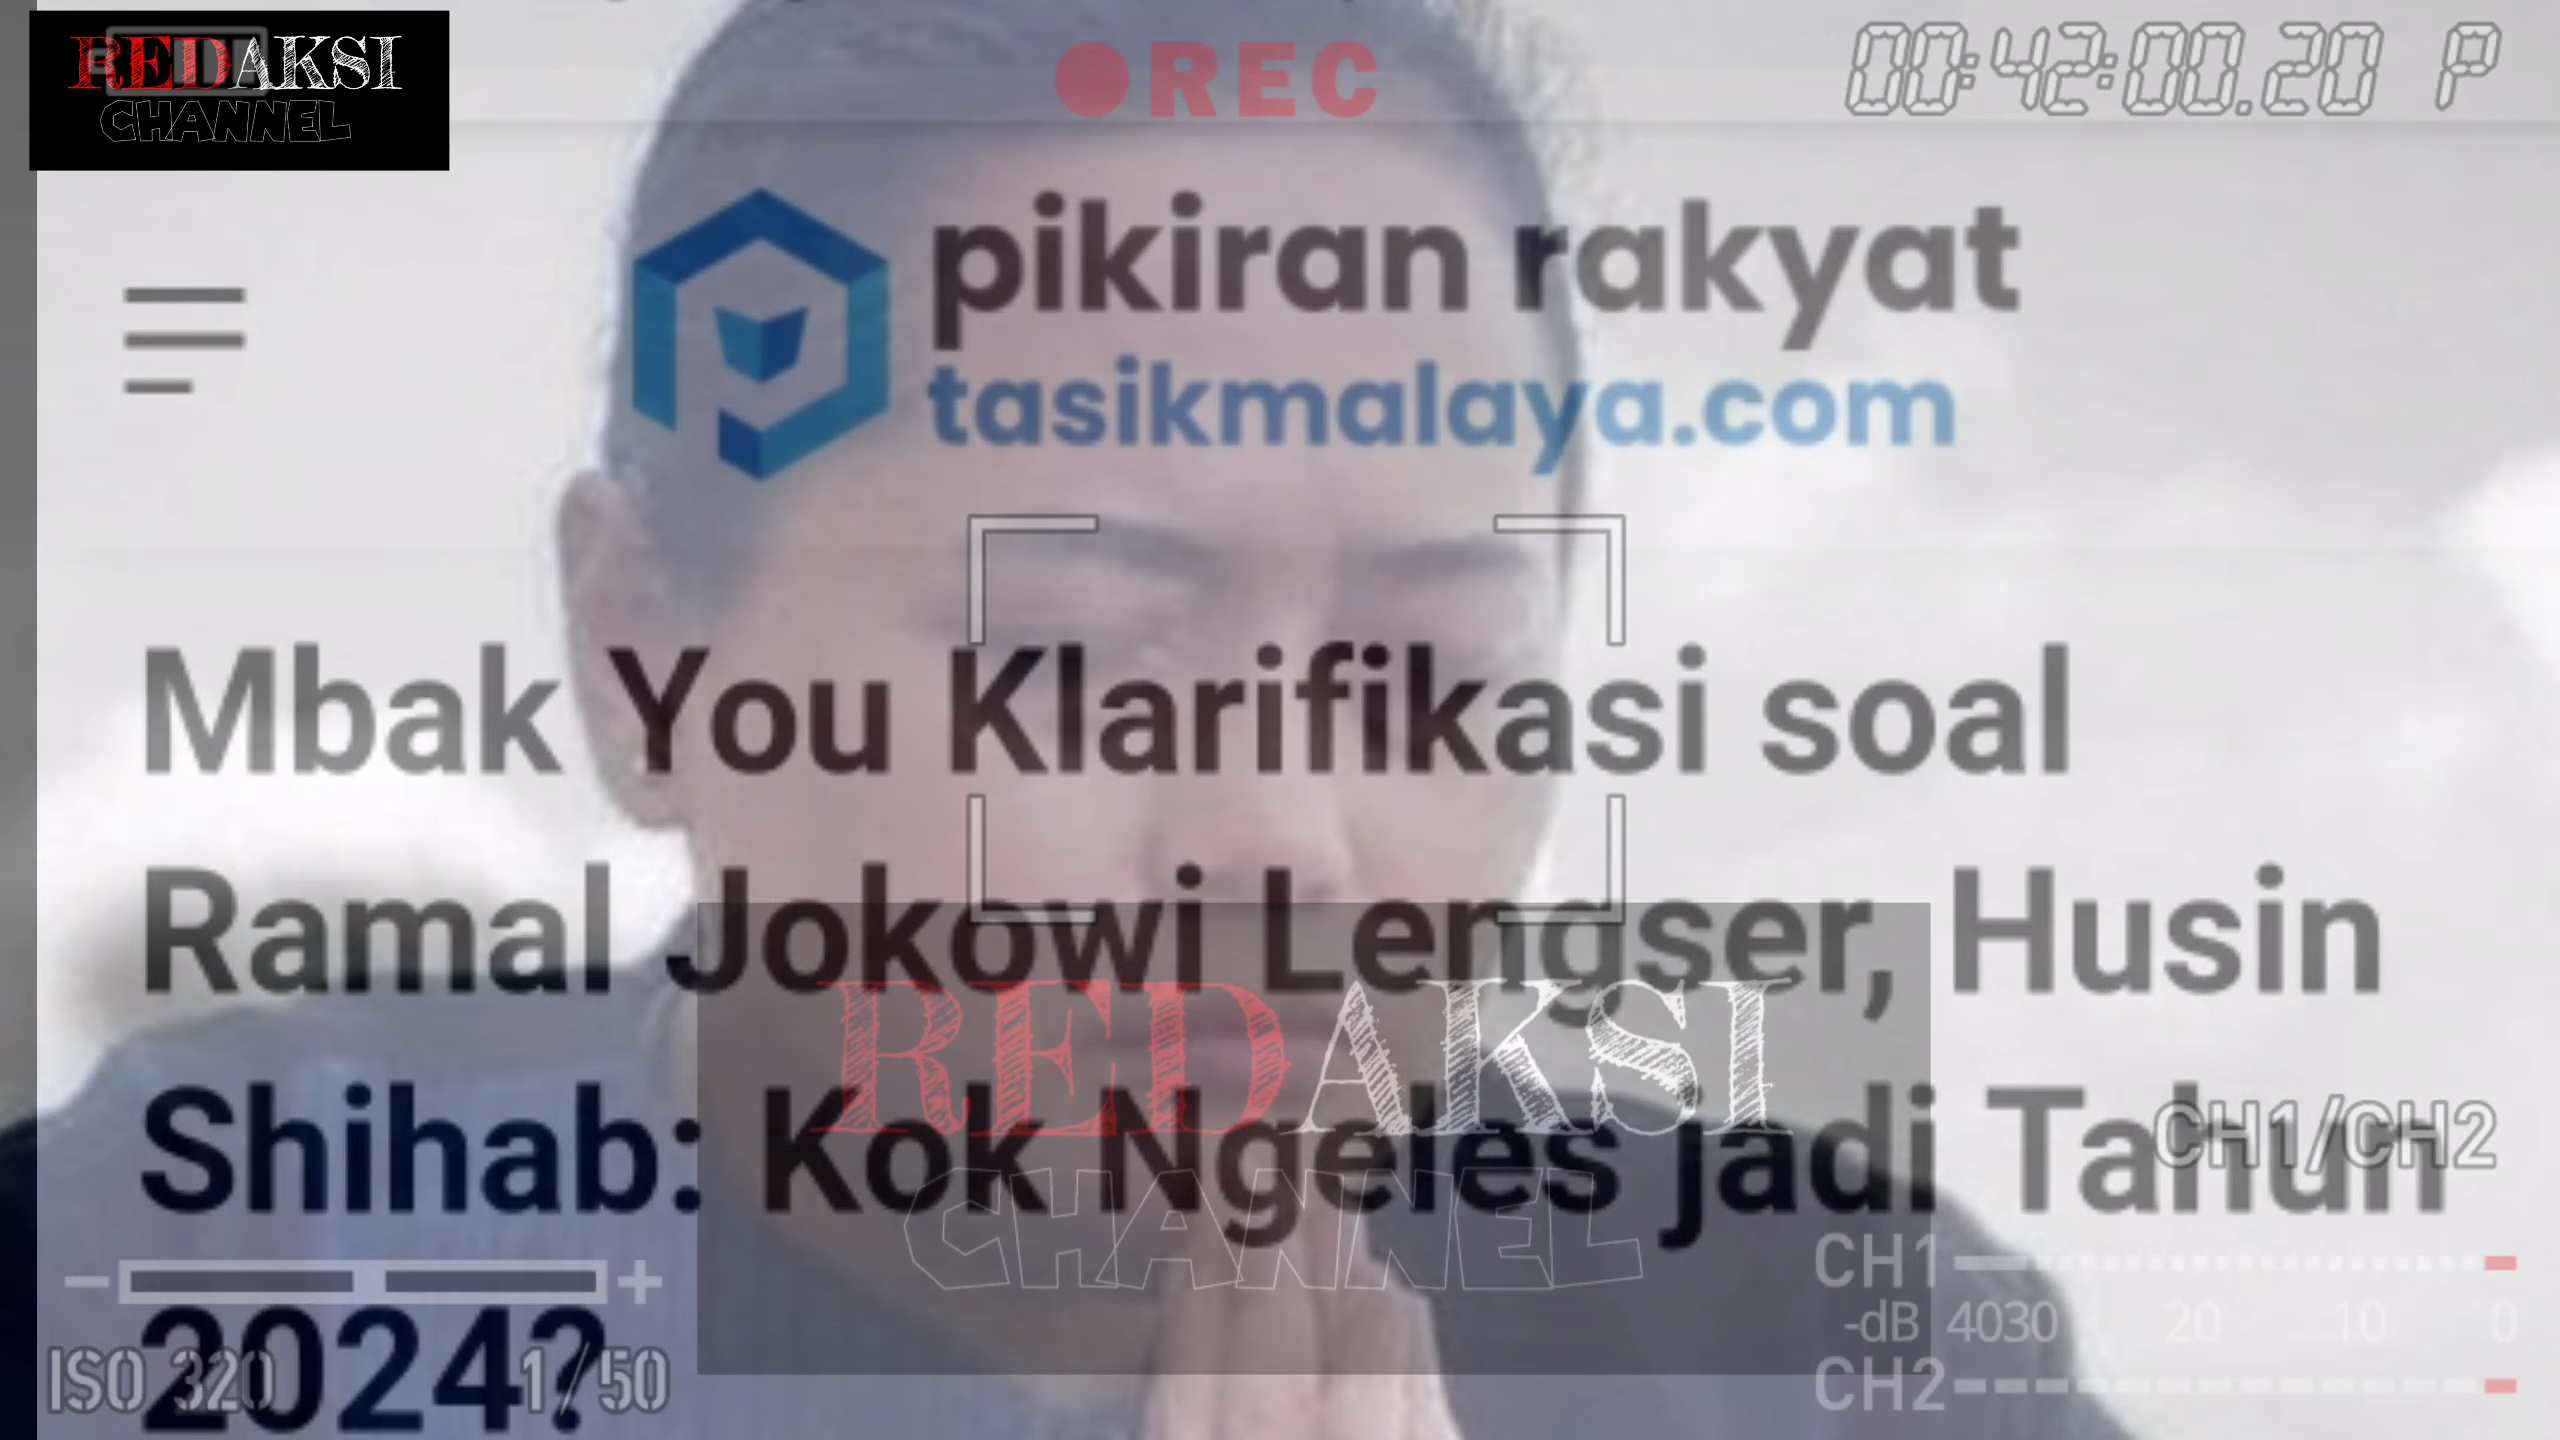 REDAKSI
CHANNEL
REC
00:42:00.20 P
pikiran rakyat
tasikmalaya.com
Mbak You Klarifikasi soal
Ramal Jokowi Lengser, Husin
Shihab: Kok Ngeles jadi Tahun
2024?
REDAKSI
CHANNEL
CH1/CH2
CH1
-dB 40 30 20 10 0
CH2
ISO 320 1/50